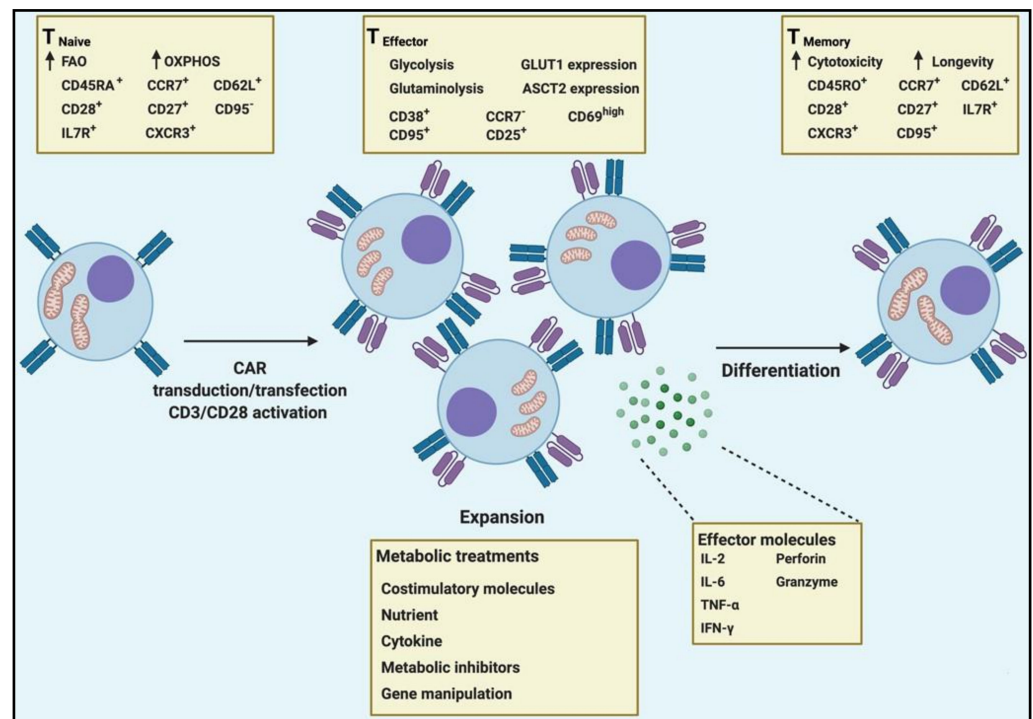 T Naive
↑ FAO ↑ OXPHOS
CD45RA⁺ CCR7⁺ CD62L⁺
CD28⁺ CD27⁺ CD95⁻
IL7R⁺ CXCR3⁺
T Effector
Glycolysis GLUT1 expression
Glutaminolysis ASCT2 expression
CD38⁺ CCR7⁻ CD69ʰⁱᵍʰ
CD95⁺ CD25⁺
T Memory
↑ Cytotoxicity ↑ Longevity
CD45RO⁺ CCR7⁺ CD62L⁺
CD28⁺ CD27⁺ IL7R⁺
CXCR3⁺ CD95⁺
CAR
transduction/transfection
CD3/CD28 activation
Differentiation
Expansion
Metabolic treatments
Costimulatory molecules
Nutrient
Cytokine
Metabolic inhibitors
Gene manipulation
Effector molecules
IL-2 Perforin
IL-6 Granzyme
TNF-α
IFN-γ